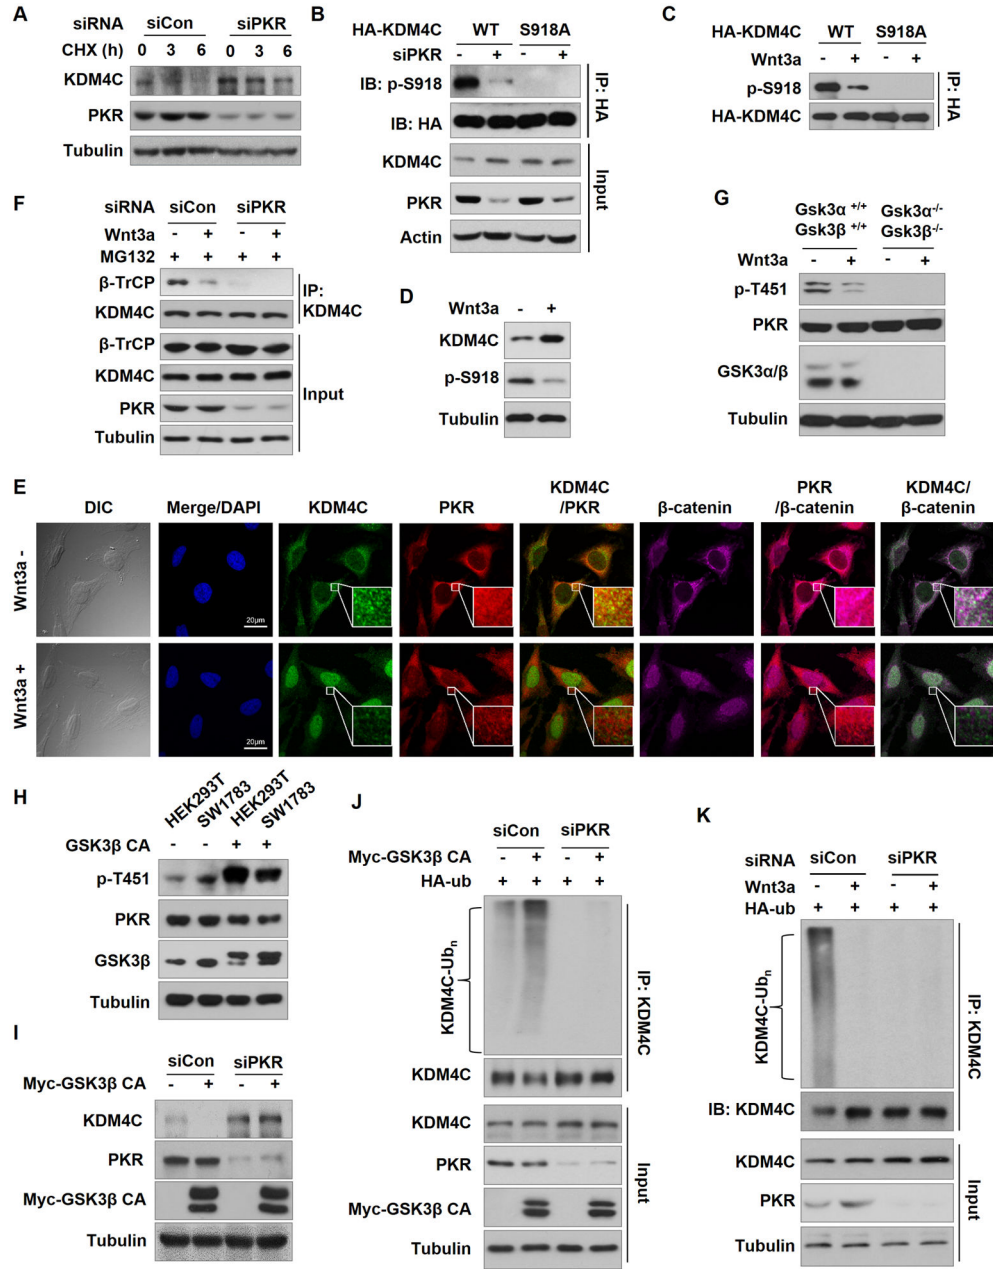 A
siRNA siCon siPKR
CHX (h) 0 3 6 0 3 6
KDM4C
PKR
Tubulin
B
HA-KDM4C WT S918A
siPKR - + - +
IB: p-S918
IB: HA
IP: HA
KDM4C
PKR
Actin
Input
C
HA-KDM4C WT S918A
Wnt3a - + - +
p-S918
HA-KDM4C
IP: HA
F
siRNA siCon siPKR
Wnt3a - + - +
MG132 + + + +
β-TrCP
KDM4C
IP:
KDM4C
β-TrCP
KDM4C
PKR
Tubulin
Input
D
Wnt3a - +
KDM4C
p-S918
Tubulin
G
Gsk3α +/+ Gsk3α-/-
Gsk3β +/+ Gsk3β-/-
Wnt3a - + - +
p-T451
PKR
GSK3α/β
Tubulin
E
DIC Merge/DAPI KDM4C PKR KDM4C
/PKR β-catenin PKR
/β-catenin KDM4C/
β-catenin
Wnt3a -
20μm
Wnt3a +
20μm
H
HEK293T SW1783 HEK293T SW1783
GSK3β CA - - + +
p-T451
PKR
GSK3β
Tubulin
I
siCon siPKR
Myc-GSK3β CA - + - +
KDM4C
PKR
Myc-GSK3β CA
Tubulin
J
siCon siPKR
Myc-GSK3β CA - + - +
HA-ub + + + +
KDM4C-Ubn
KDM4C
IP: KDM4C
KDM4C
PKR
Myc-GSK3β CA
Tubulin
Input
K
siRNA siCon siPKR
Wnt3a - + - +
HA-ub + + + +
KDM4C-Ubn
IB: KDM4C
IP: KDM4C
KDM4C
PKR
Tubulin
Input